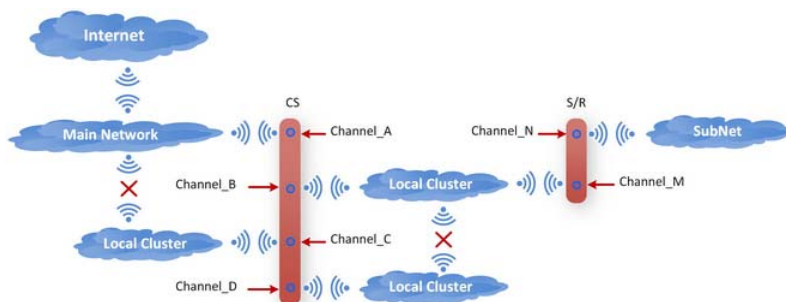 Internet
CS
S/R
Main Network
Channel_A
Channel_N
SubNet
Channel_B
Local Cluster
Channel_M
Local Cluster
Channel_C
Channel_D
Local Cluster